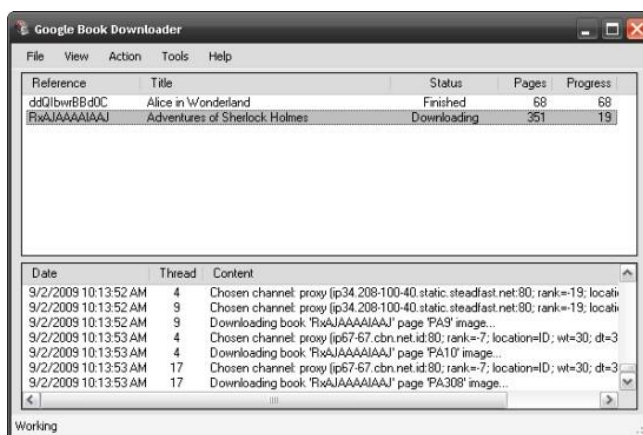 Google Book Downloader
File View Action Tools Help
Reference Title Status Pages Progress
ddQIbwrBBd0C Alice in Wonderland Finished 68 68
RxAJAAAAIAAJ Adventures of Sherlock Holmes Downloading 351 19
Date Thread Content
9/2/2009 10:13:52 AM 4 Chosen channel: proxy (ip34.208-100-40.static.steadfast.net:80; rank=-19; locati
9/2/2009 10:13:52 AM 9 Chosen channel: proxy (ip34.208-100-40.static.steadfast.net:80; rank=-19; locati
9/2/2009 10:13:52 AM 9 Downloading book 'RxAJAAAAIAAJ' page 'PA9' image...
9/2/2009 10:13:53 AM 4 Chosen channel: proxy (ip67-67.cbn.net.id:80; rank=-7; location=ID; wt=30; dt=3
9/2/2009 10:13:53 AM 4 Downloading book 'RxAJAAAAIAAJ' page 'PA10' image...
9/2/2009 10:13:53 AM 17 Chosen channel: proxy (ip67-67.cbn.net.id:80; rank=-7; location=ID; wt=30; dt=3
9/2/2009 10:13:53 AM 17 Downloading book 'RxAJAAAAIAAJ' page 'PA308' image...
Working